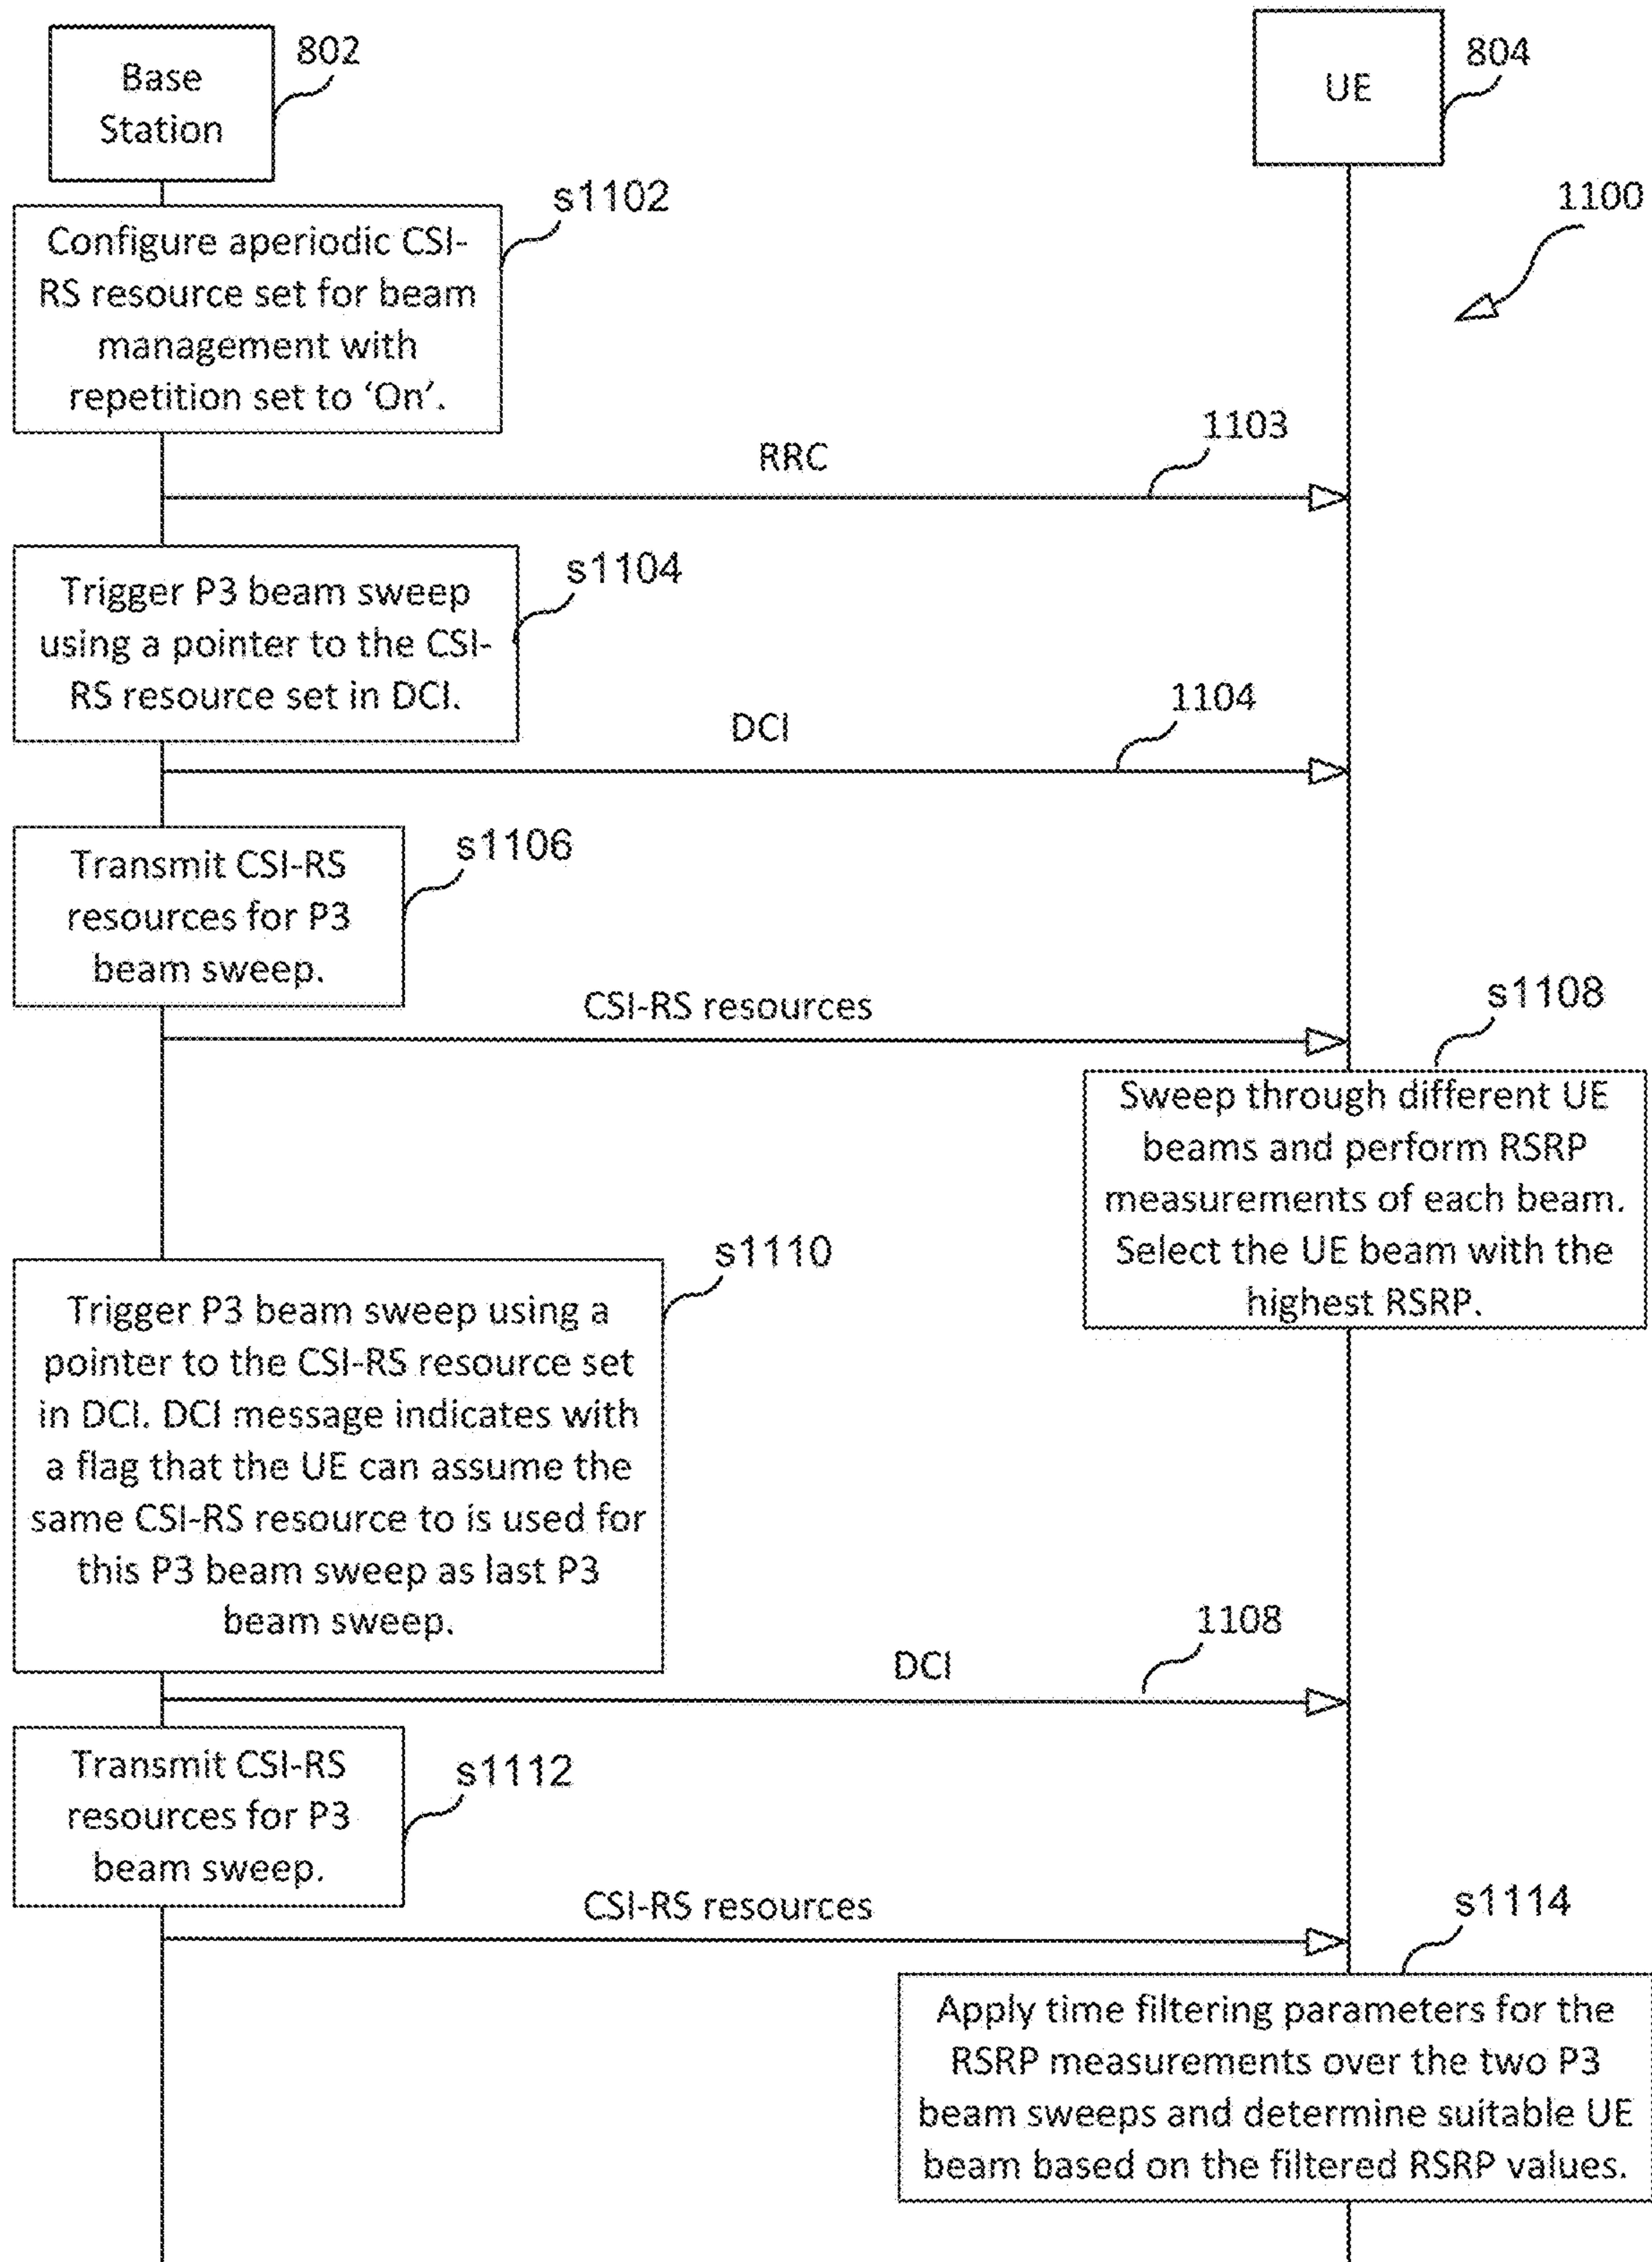 Base
Station
802
UE
804
1100
s1102
Configure aperiodic CSI-
RS resource set for beam
management with
repetition set to ‘On’.
RRC
1103
s1104
Trigger P3 beam sweep
using a pointer to the CSI-
RS resource set in DCI.
DCI
1104
s1106
Transmit CSI-RS
resources for P3
beam sweep.
CSI-RS resources
s1108
Sweep through different UE
beams and perform RSRP
measurements of each beam.
Select the UE beam with the
highest RSRP.
s1110
Trigger P3 beam sweep using a
pointer to the CSI-RS resource set
in DCI. DCI message indicates with
a flag that the UE can assume the
same CSI-RS resource to is used for
this P3 beam sweep as last P3
beam sweep.
DCI
1108
s1112
Transmit CSI-RS
resources for P3
beam sweep.
CSI-RS resources
s1114
Apply time filtering parameters for the
RSRP measurements over the two P3
beam sweeps and determine suitable UE
beam based on the filtered RSRP values.